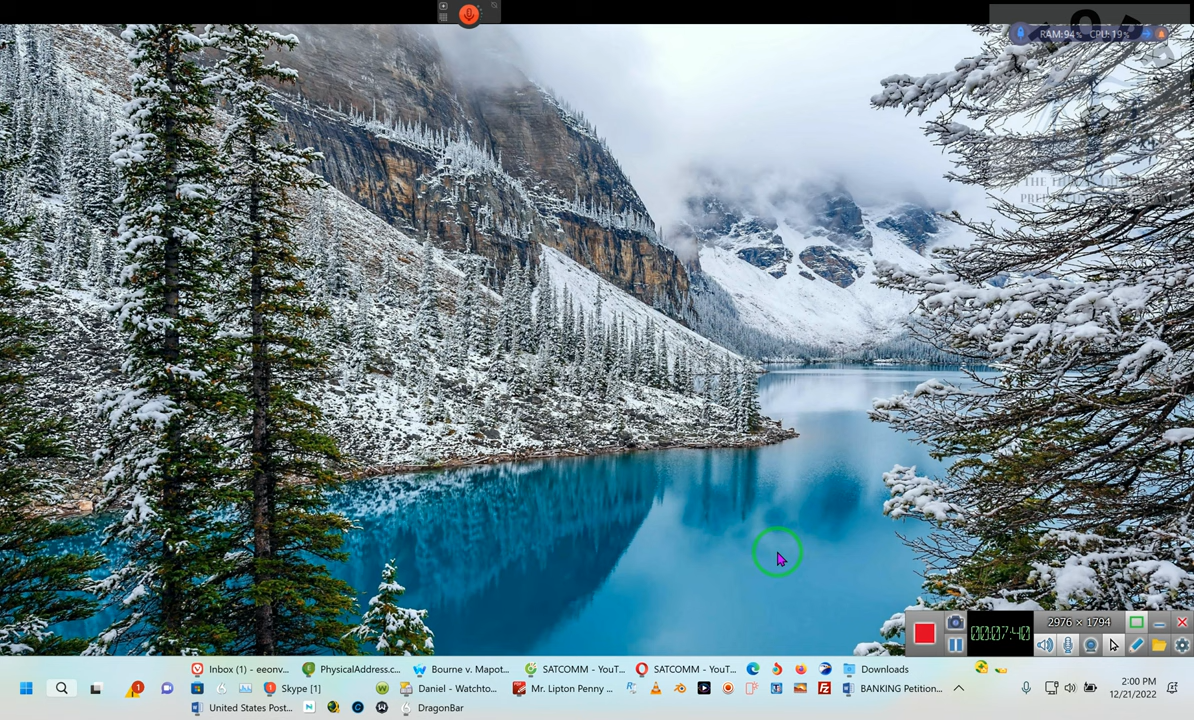 RAM:94% CPU:19%
00:07:40
2976 × 1794
Inbox (1) - eeonv...
PhysicalAddress.c...
Bourne v. Mapot...
SATCOMM - YouT...
SATCOMM - YouT...
Downloads
Skype [1]
Daniel - Watchto...
Mr. Lipton Penny ...
BANKING Petition...
2:00 PM
12/21/2022
United States Post...
DragonBar